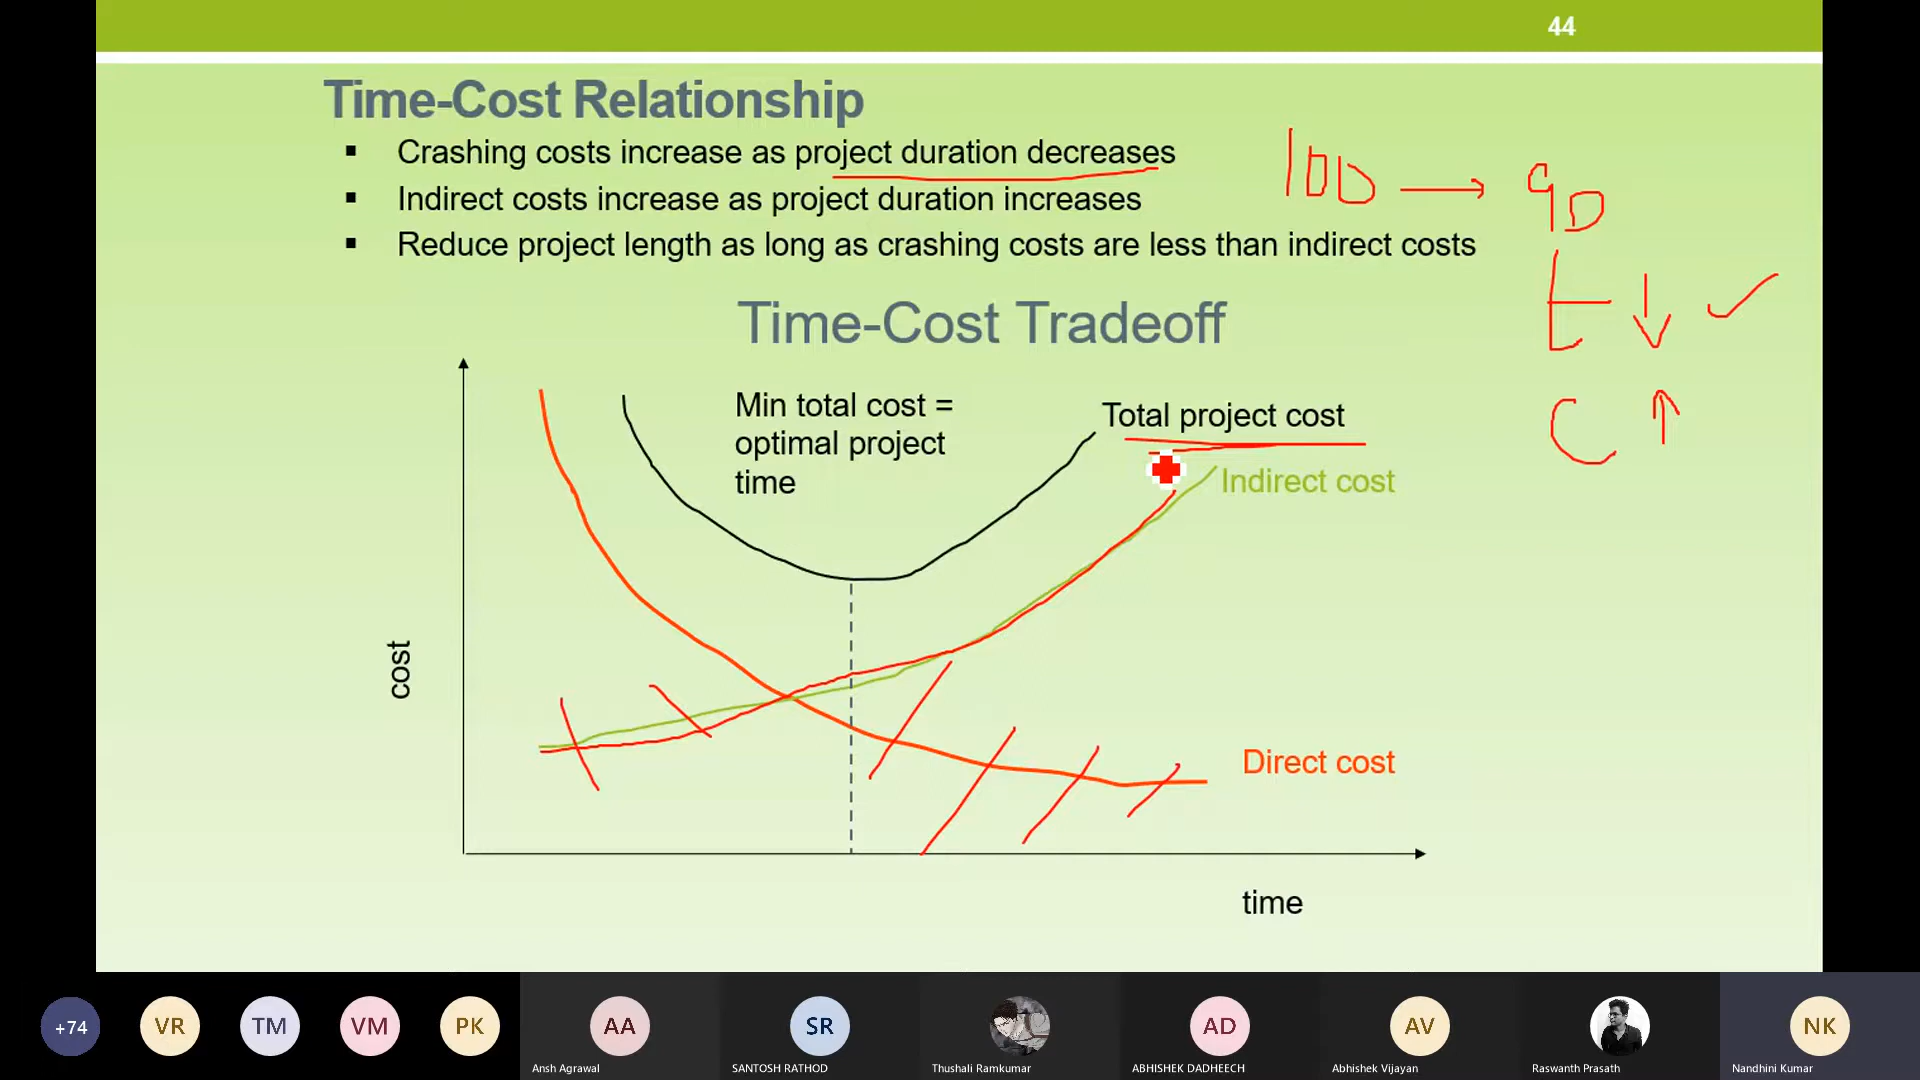 44
Time-Cost Relationship
▪ Crashing costs increase as project duration decreases
▪ Indirect costs increase as project duration increases
▪ Reduce project length as long as crashing costs are less than indirect costs
10D → 9D
t ↓ ✓
C ↑
Time-Cost Tradeoff
Min total cost =
optimal project
time
Total project cost
Indirect cost
cost
Direct cost
time
+74
VR
TM
VM
PK
AA
SR
AD
AV
NK
Ansh Agrawal
SANTOSH RATHOD
Thushali Ramkumar
ABHISHEK DADHEECH
Abhishek Vijayan
Raswanth Prasath
Nandhini Kumar